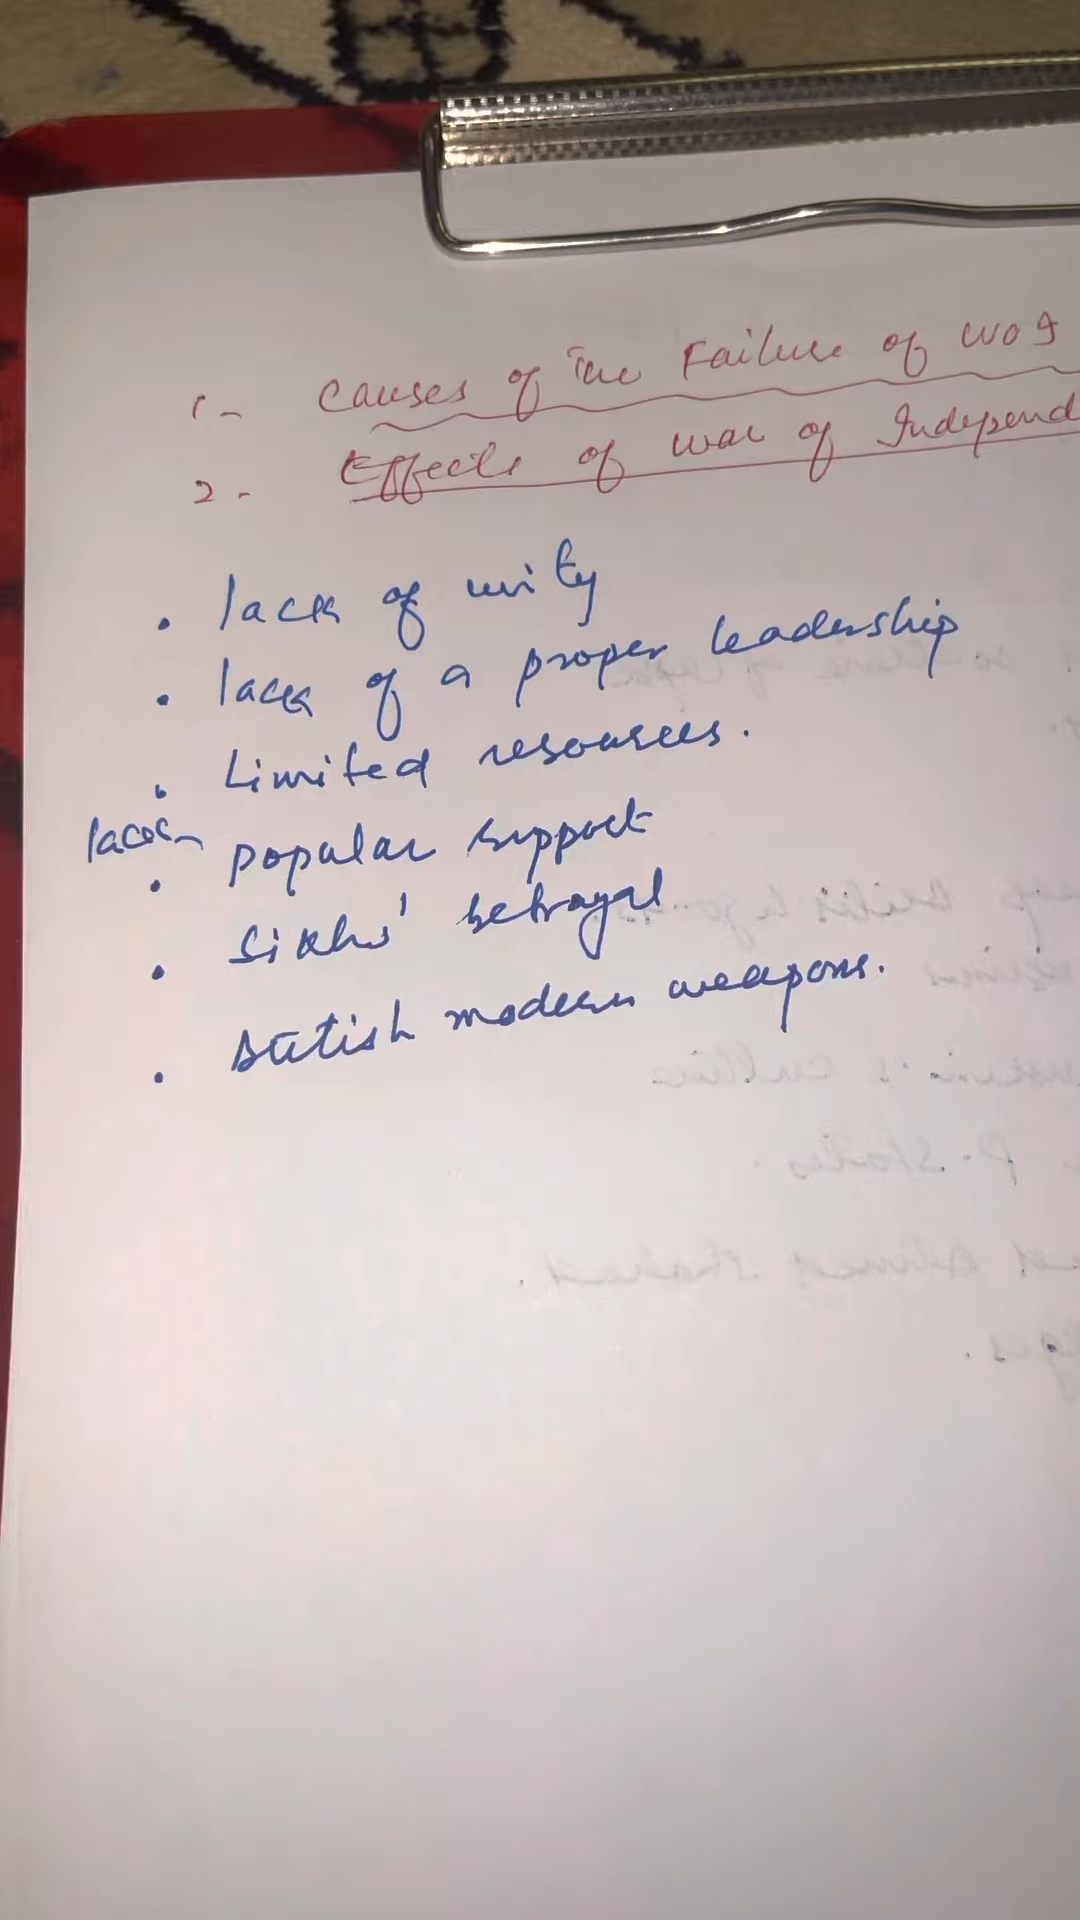 1- Causes of The Failure of WOI
2- Effects of war of Independ
• lack of unity
• lack of a proper leadership
• Limited resources.
lack
• popular support
• Sikhs' betrayal
• British modern weapons.